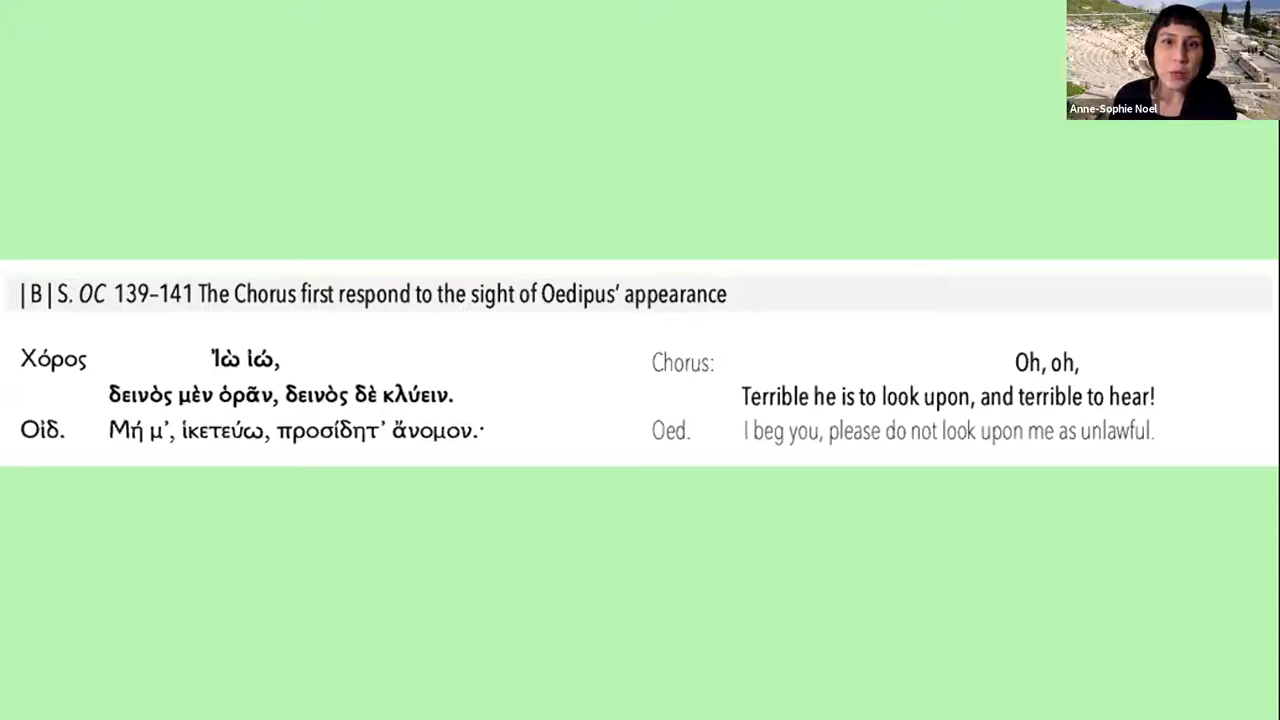 Anne-Sophie Noel
| B | S. OC 139–141 The Chorus first respond to the sight of Oedipus' appearance
Χόρος Ἰὼ ἰώ,
δεινὸς μὲν ὁρᾶν, δεινὸς δὲ κλύειν.
Οἰδ. Μή μ', ἱκετεύω, προσίδητ' ἄνομον.·
Chorus: Oh, oh,
Terrible he is to look upon, and terrible to hear!
Oed. I beg you, please do not look upon me as unlawful.